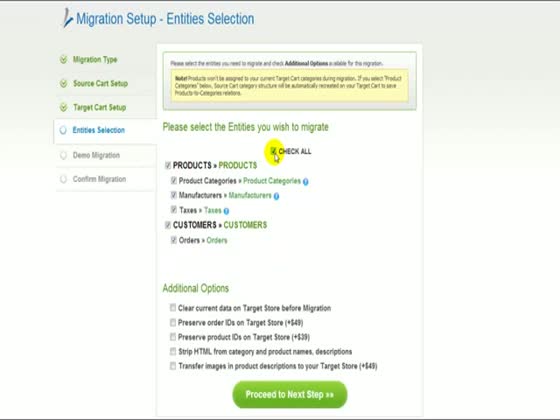 Migration Setup - Entities Selection
Migration Type
Source Cart Setup
Target Cart Setup
Entities Selection
Demo Migration
Confirm Migration
Please select the entities you need to migrate and check Additional Options available for this migration.
Note! Products won't be assigned to your current Target Cart categories during migration. If you select "Product
Categories" below, Source Cart category structure will be automatically recreated on your Target Cart to save
Products-to-Categories relations.
Please select the Entities you wish to migrate
CHECK ALL
PRODUCTS » PRODUCTS
Product Categories » Product Categories ?
Manufacturers » Manufacturers ?
Taxes » Taxes ?
CUSTOMERS » CUSTOMERS
Orders » Orders
Additional Options
Clear current data on Target Store before Migration
Preserve order IDs on Target Store (+$49)
Preserve product IDs on Target Store (+$39)
Strip HTML from category and product names, descriptions
Transfer images in product descriptions to your Target Store (+$49)
Proceed to Next Step »»